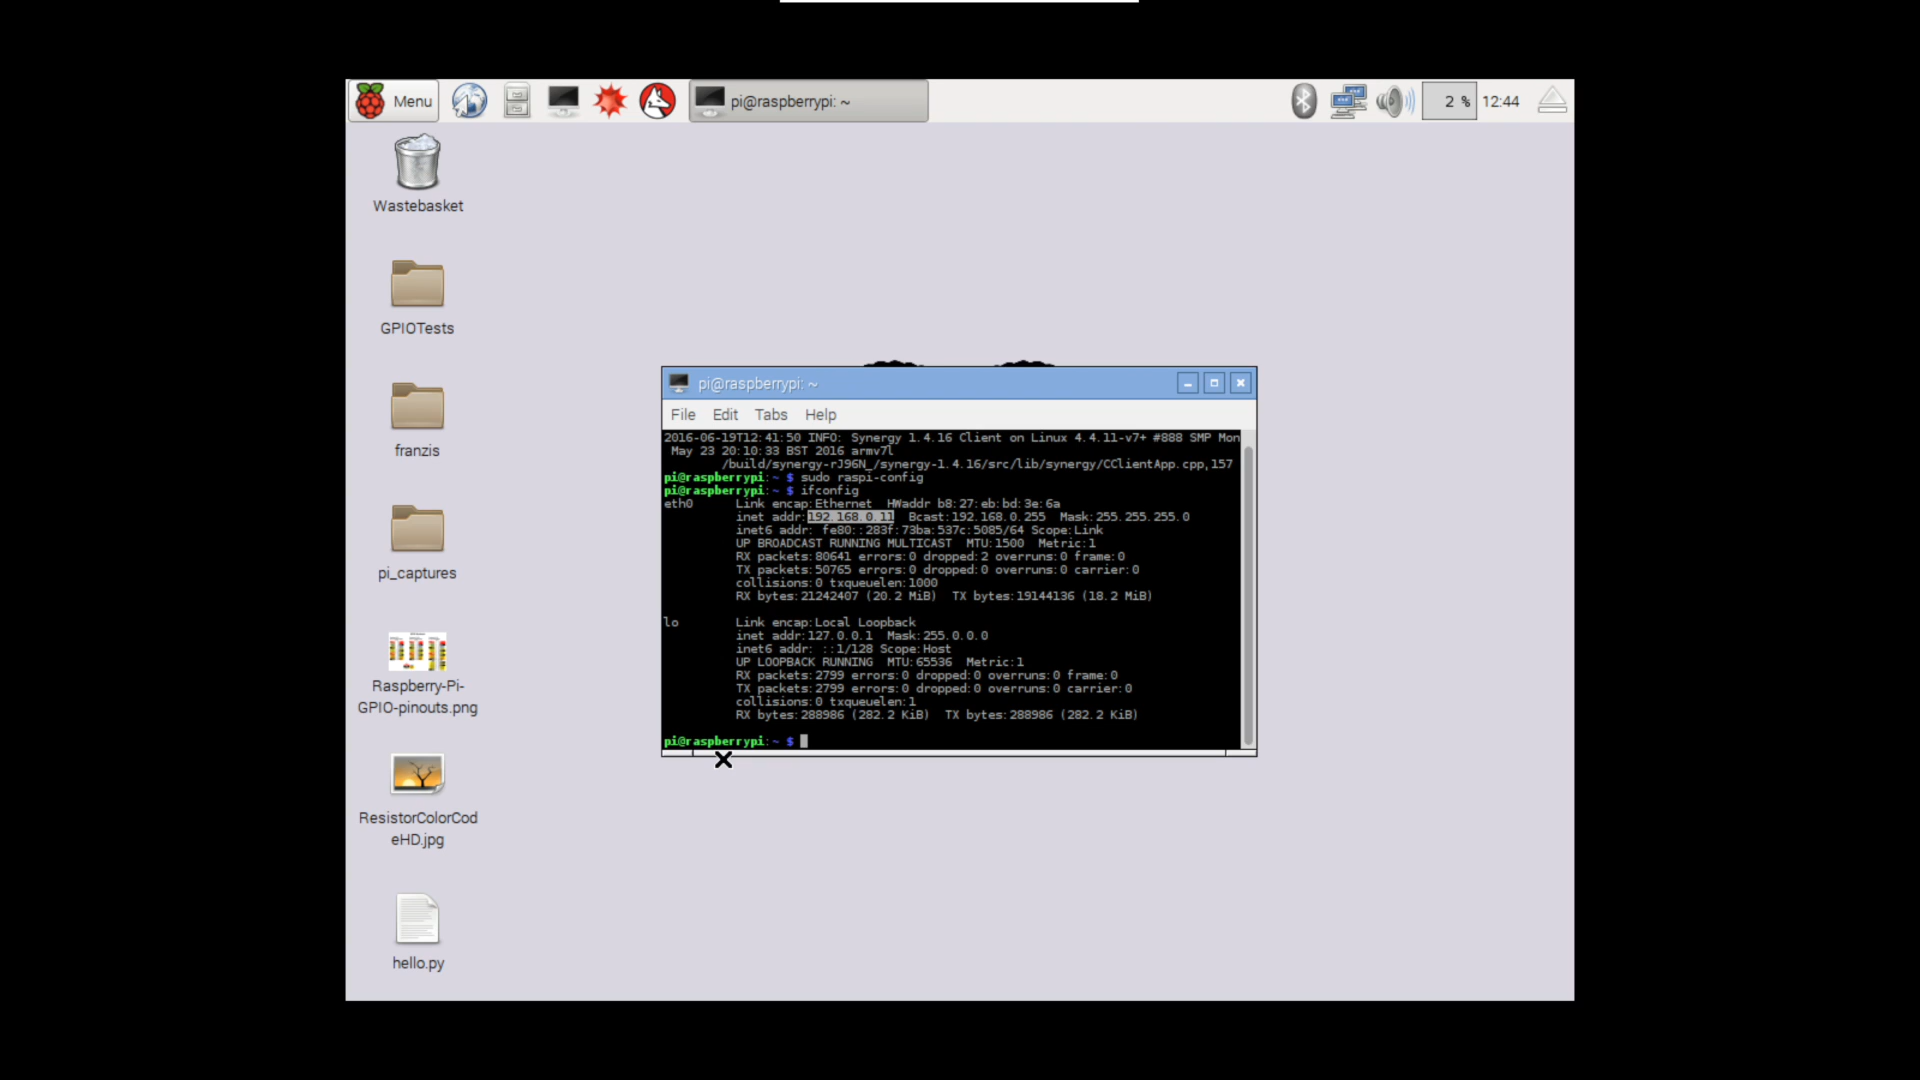 Menu
pi@raspberrypi: ~
2 %
12:44
Wastebasket
GPIOTests
franzis
pi_captures
Raspberry-Pi-
GPIO-pinouts.png
ResistorColorCod
eHD.jpg
hello.py
pi@raspberrypi: ~
File Edit Tabs Help
2016-06-19T12:41:50 INFO: Synergy 1.4.16 Client on Linux 4.4.11-v7+ #888 SMP Mon
May 23 20:10:33 BST 2016 armv7l
/build/synergy-rJ96N_/synergy-1.4.16/src/lib/synergy/CClientApp.cpp,157
pi@raspberrypi:~ $ sudo raspi-config
pi@raspberrypi:~ $ ifconfig
eth0 Link encap:Ethernet HWaddr b8:27:eb:bd:3e:6a
inet addr:192.168.0.11 Bcast:192.168.0.255 Mask:255.255.255.0
inet6 addr: fe80::283f:73ba:537c:5085/64 Scope:Link
UP BROADCAST RUNNING MULTICAST MTU:1500 Metric:1
RX packets:80641 errors:0 dropped:2 overruns:0 frame:0
TX packets:50765 errors:0 dropped:0 overruns:0 carrier:0
collisions:0 txqueuelen:1000
RX bytes:21242407 (20.2 MiB) TX bytes:19144136 (18.2 MiB)
lo Link encap:Local Loopback
inet addr:127.0.0.1 Mask:255.0.0.0
inet6 addr: ::1/128 Scope:Host
UP LOOPBACK RUNNING MTU:65536 Metric:1
RX packets:2799 errors:0 dropped:0 overruns:0 frame:0
TX packets:2799 errors:0 dropped:0 overruns:0 carrier:0
collisions:0 txqueuelen:1
RX bytes:288986 (282.2 KiB) TX bytes:288986 (282.2 KiB)
pi@raspberrypi:~ $